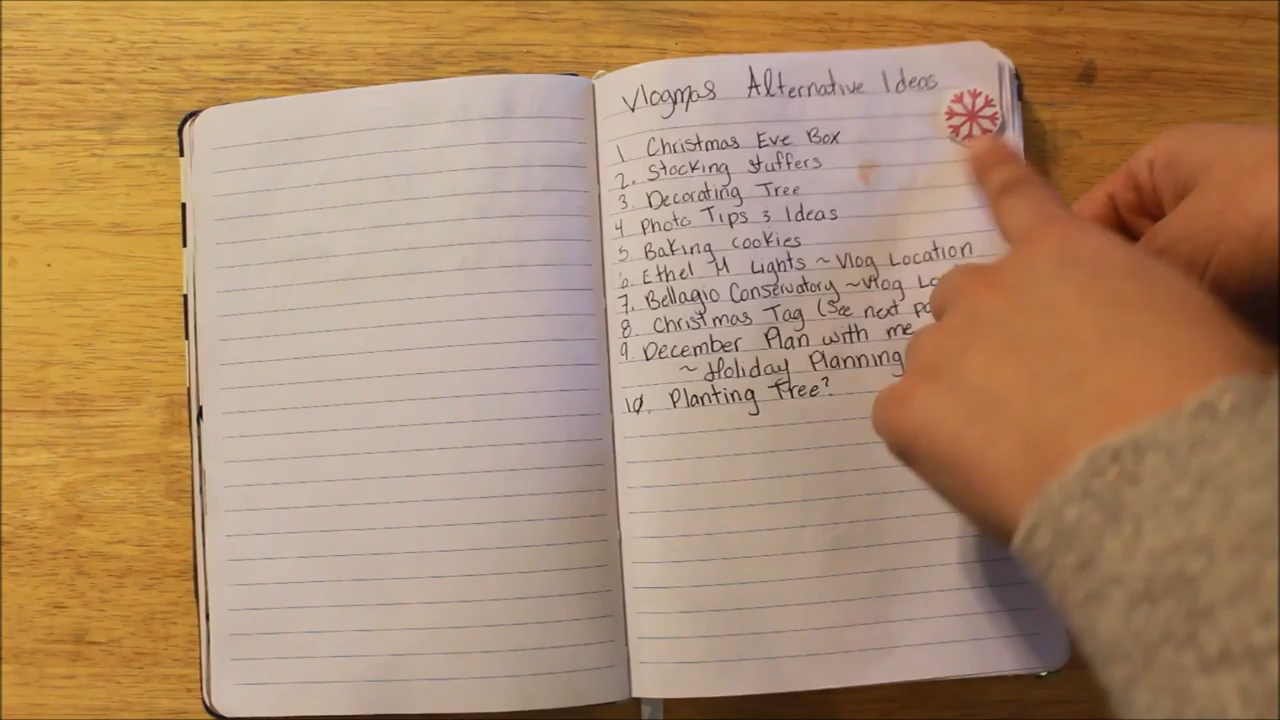 Vlogmas Alternative Ideas
1 Christmas Eve Box
2. Stocking stuffers
3. Decorating Tree
4 Photo Tips & Ideas
5 Baking cookies
6. Ethel M Lights ~ Vlog Location
7. Bellagio Conservatory ~ Vlog Lo
8 Christmas Tag (See next pa
9 December Plan with me
~ Holiday Planning
10. Planting Tree?